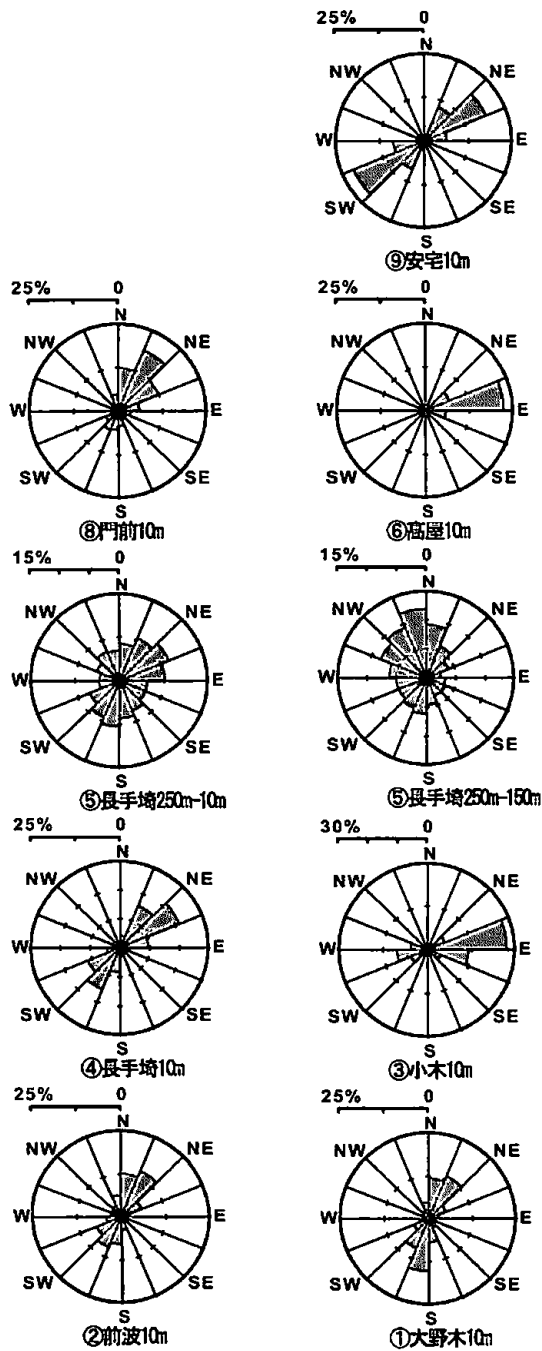 25% 0
N
NW NE
W E
SW SE
S
⑨安宅10m
25% 0
N
NW NE
W E
SW SE
S
⑧門前10m
25% 0
N
NW NE
W E
SW SE
S
⑥高屋10m
15% 0
N
NW NE
W E
SW SE
S
⑤長手埼250m-10m
15% 0
N
NW NE
W E
SW SE
S
⑤長手埼250m-150m
25% 0
N
NW NE
W E
SW SE
S
④長手埼10m
30% 0
N
NW NE
W E
SW SE
S
③小木10m
25% 0
N
NW NE
W E
SW SE
S
②前波10m
25% 0
N
NW NE
W E
SW SE
S
①大野木10m